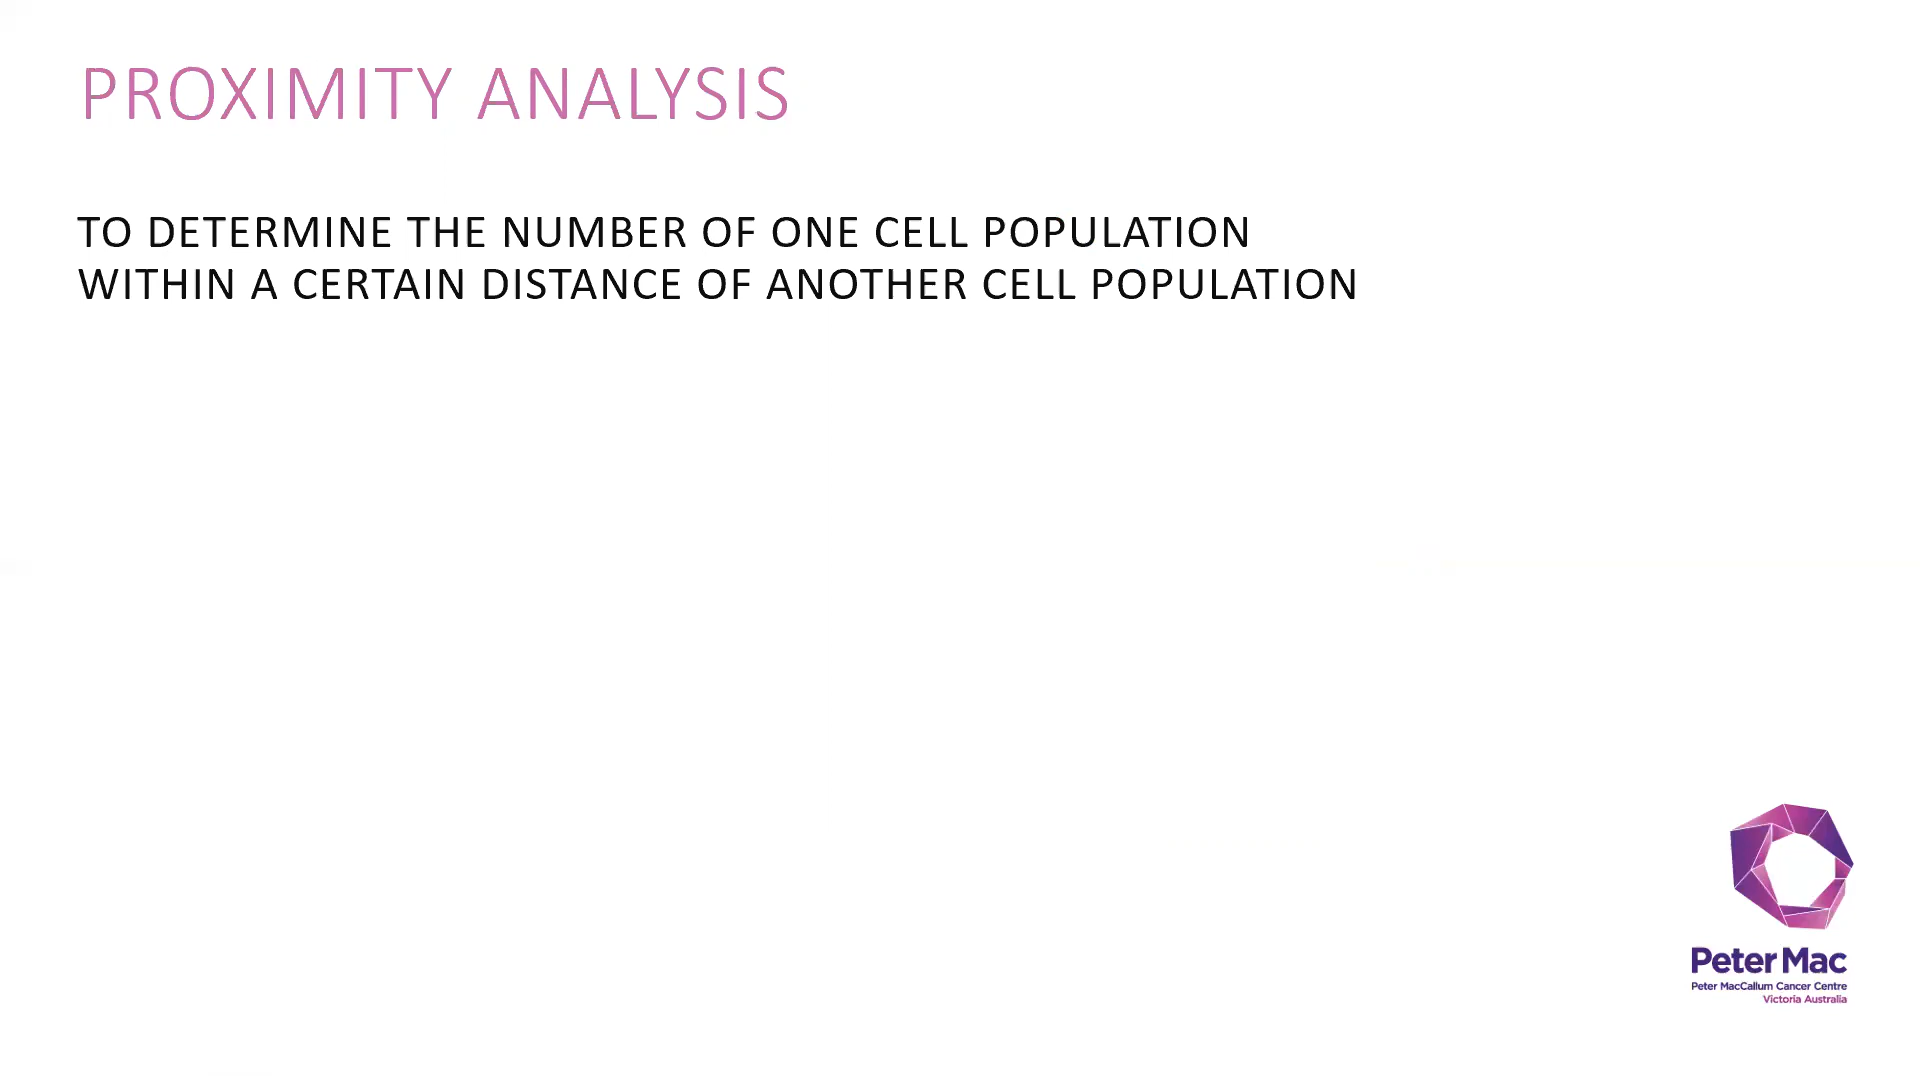 PROXIMITY ANALYSIS
TO DETERMINE THE NUMBER OF ONE CELL POPULATION
WITHIN A CERTAIN DISTANCE OF ANOTHER CELL POPULATION
Peter Mac
Peter MacCallum Cancer Centre
Victoria Australia